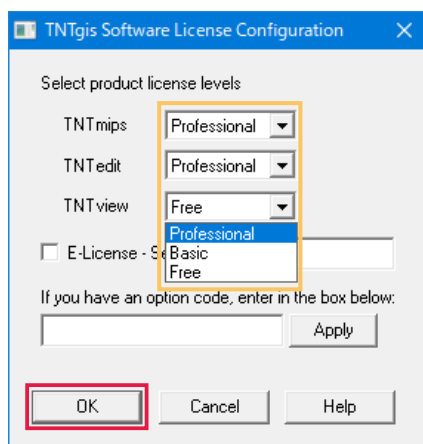 TNTgis Software License Configuration
Select product license levels
TNTmips Professional
TNTedit Professional
TNTview Free
Professional
E-License - S Basic
Free
If you have an option code, enter in the box below:
Apply
OK Cancel Help